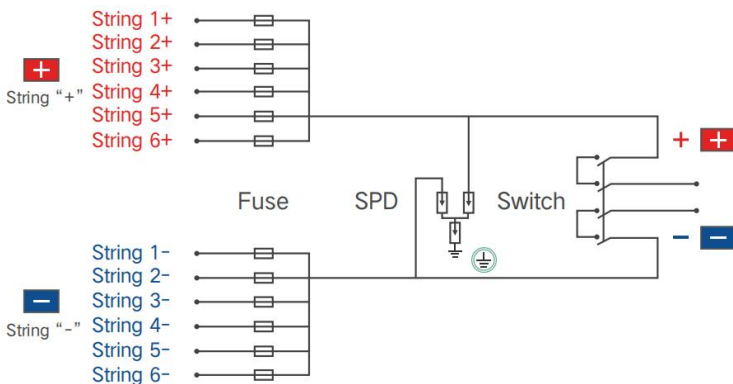 String 1+
String 2+
String 3+
String 4+
String 5+
String 6+
+
String “+”
+ +
Fuse SPD Switch
String 1-
String 2-
String 3-
String 4-
String 5-
String 6-
−
String “-”
− −